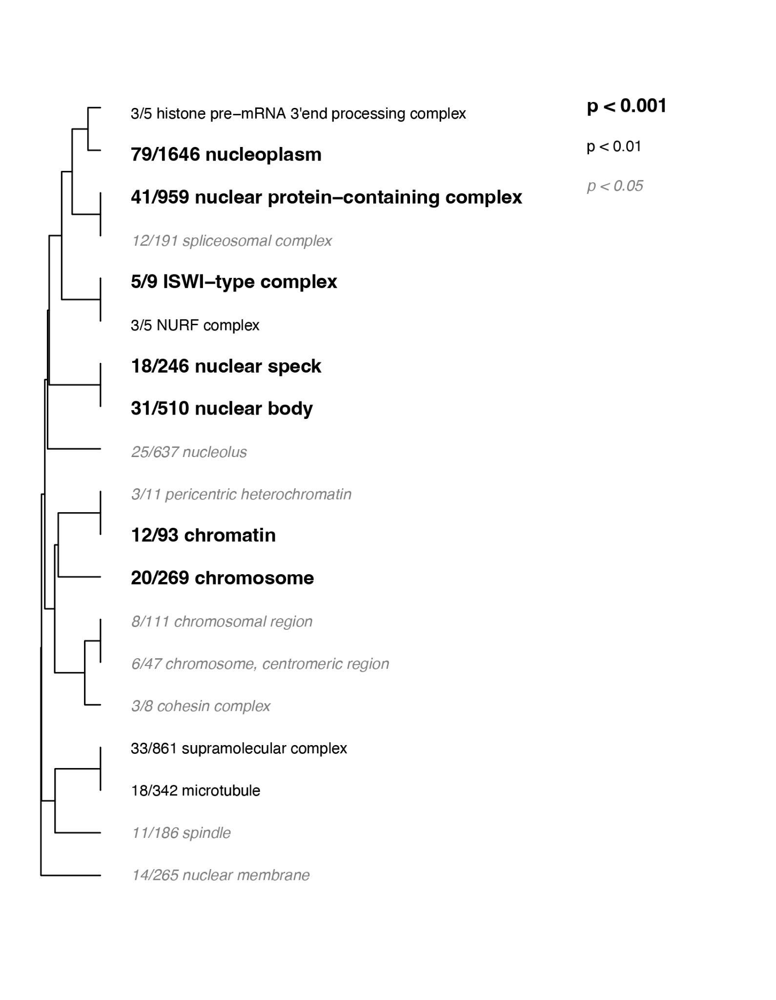 3/5 histone pre−mRNA 3'end processing complex
79/1646 nucleoplasm
41/959 nuclear protein−containing complex
12/191 spliceosomal complex
5/9 ISWI−type complex
3/5 NURF complex
18/246 nuclear speck
31/510 nuclear body
25/637 nucleolus
3/11 pericentric heterochromatin
12/93 chromatin
20/269 chromosome
8/111 chromosomal region
6/47 chromosome, centromeric region
3/8 cohesin complex
33/861 supramolecular complex
18/342 microtubule
11/186 spindle
14/265 nuclear membrane
p < 0.001
p < 0.01
p < 0.05